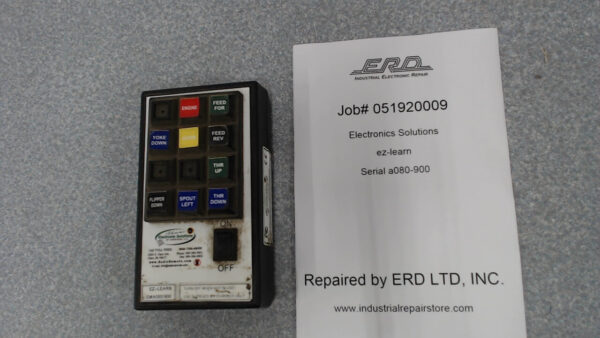 ENGINE
FEED FOR
YOKE DOWN
FEED REV
THR UP
FLIPPER DOWN
SPOUT LEFT
THR DOWN
ON
OFF
Electronic Solutions
EZ-LEARN
ERD
INDUSTRIAL ELECTRONIC REPAIR
Job# 051920009
Electronics Solutions
ez-learn
Serial a080-900
Repaired by ERD LTD, INC.
www.industrialrepairstore.com